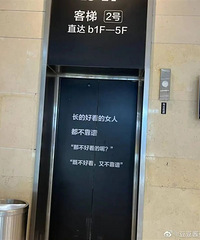 客梯 2号
直达 b1F—5F
长的好看的女人
都不靠谱
"那不好看的呢？"
"既不好看、又不靠谱"